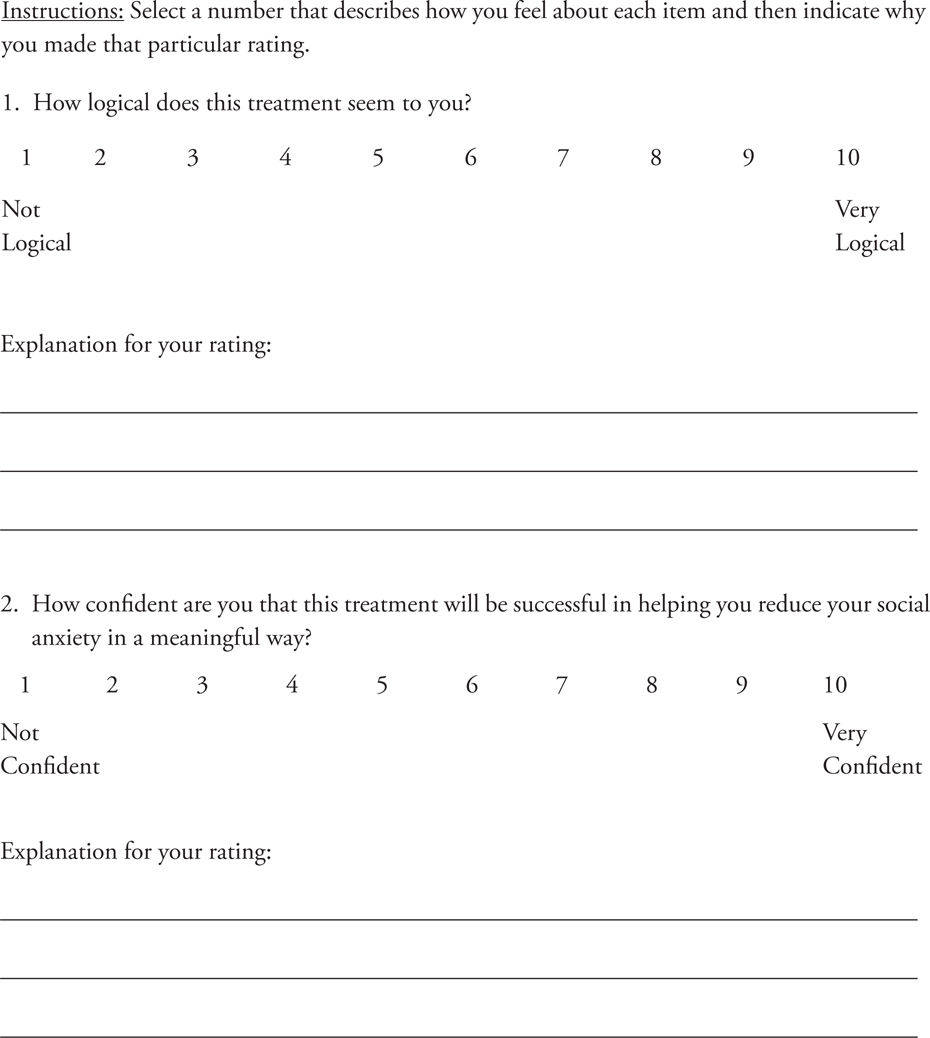 Instructions: Select a number that describes how you feel about each item and then indicate why
you made that particular rating.
1. How logical does this treatment seem to you?
1 2 3 4 5 6 7 8 9 10
Not Very
Logical Logical
Explanation for your rating:
2. How confident are you that this treatment will be successful in helping you reduce your social
anxiety in a meaningful way?
1 2 3 4 5 6 7 8 9 10
Not Very
Confident Confident
Explanation for your rating: